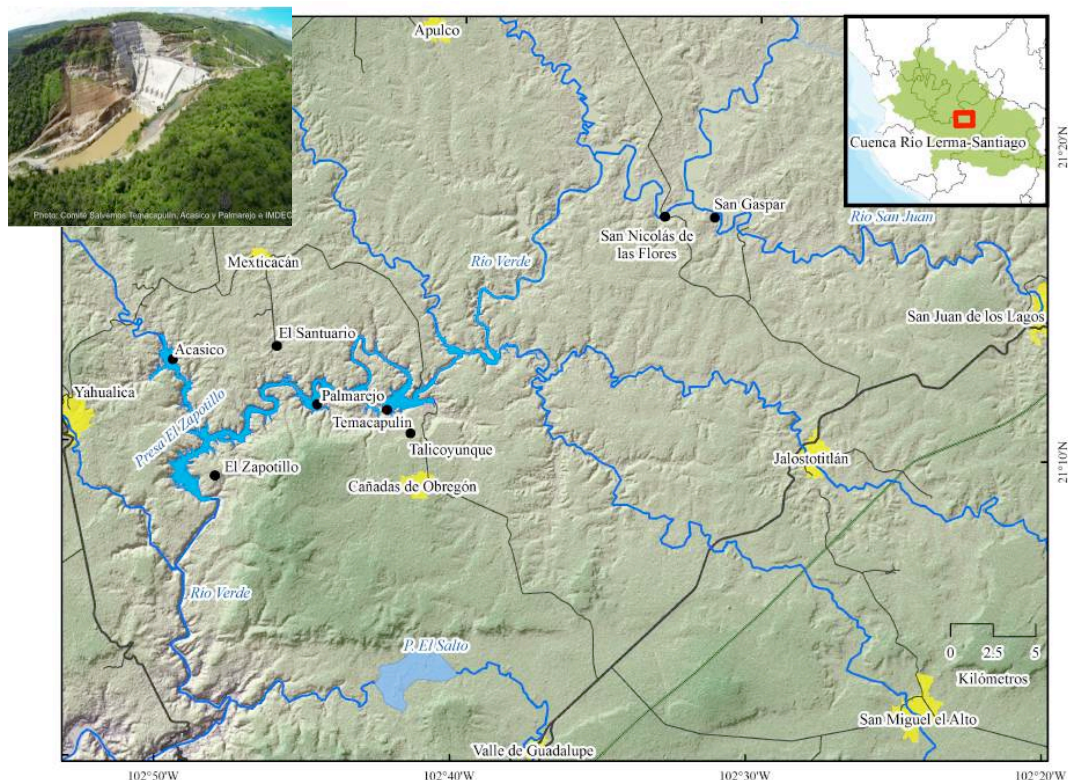 Photo: Comité Salvemos Temacapulín, Acasico y Palmarejo e IMDEC
Apulco
Cuenca Río Lerma-Santiago
21°20'N
San Gaspar
San Nicolás de
las Flores
Río San Juan
Mexticacán
Río Verde
San Juan de los Lagos
El Santuario
Acasico
Yahualica
Palmarejo
Temacapulín
Presa El Zapotillo
Talicoyunque
Jalostotitlán
21°10'N
El Zapotillo
Cañadas de Obregón
Río Verde
P. El Salto
0 2.5 5
Kilómetros
San Miguel el Alto
Valle de Guadalupe
102°50'W 102°40'W 102°30'W 102°20'W